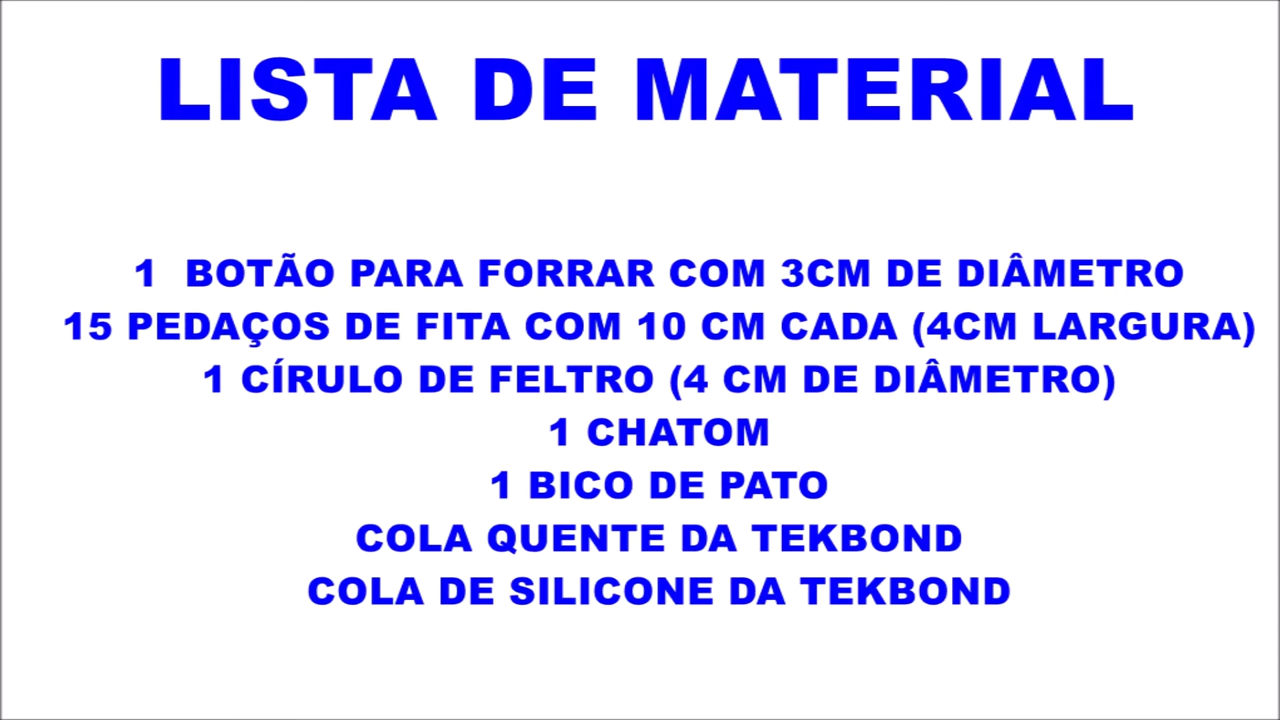 LISTA DE MATERIAL
1 BOTÃO PARA FORRAR COM 3CM DE DIÂMETRO
15 PEDAÇOS DE FITA COM 10 CM CADA (4CM LARGURA)
1 CÍRULO DE FELTRO (4 CM DE DIÂMETRO)
1 CHATOM
1 BICO DE PATO
COLA QUENTE DA TEKBOND
COLA DE SILICONE DA TEKBOND